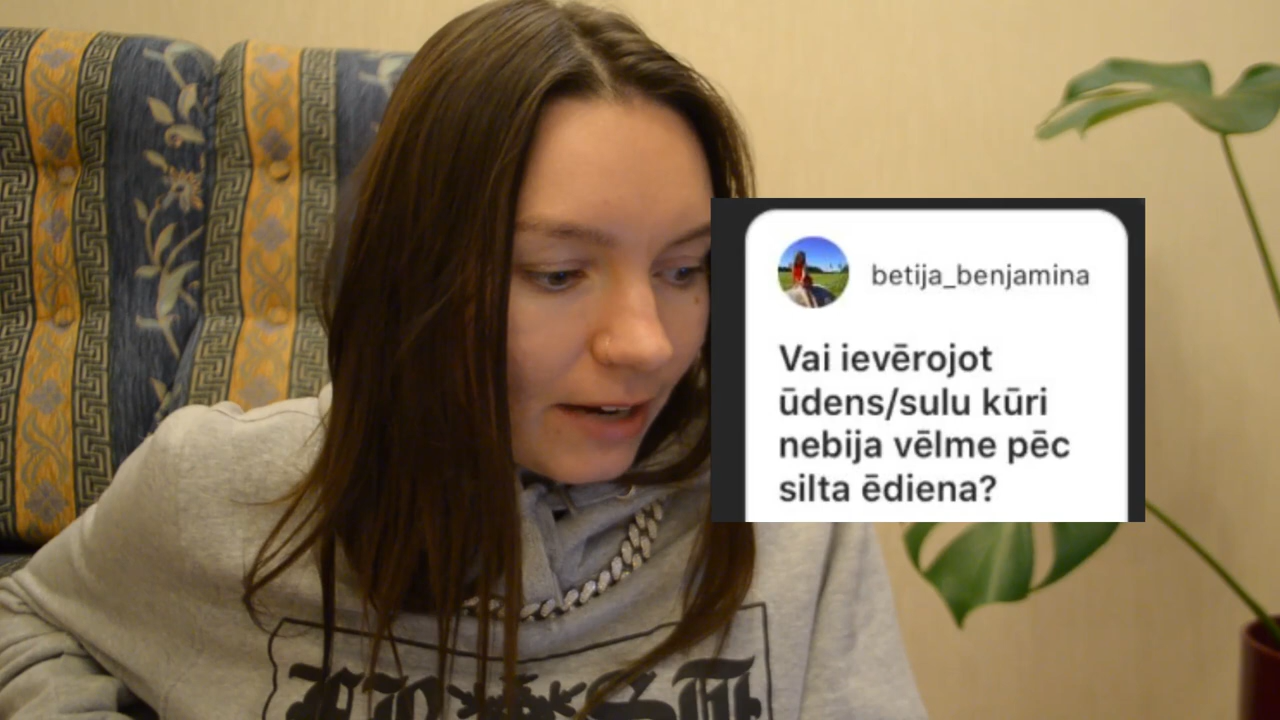 betija_benjamina
Vai ievērojot
ūdens/sulu kūri
nebija vēlme pēc
silta ēdiena?